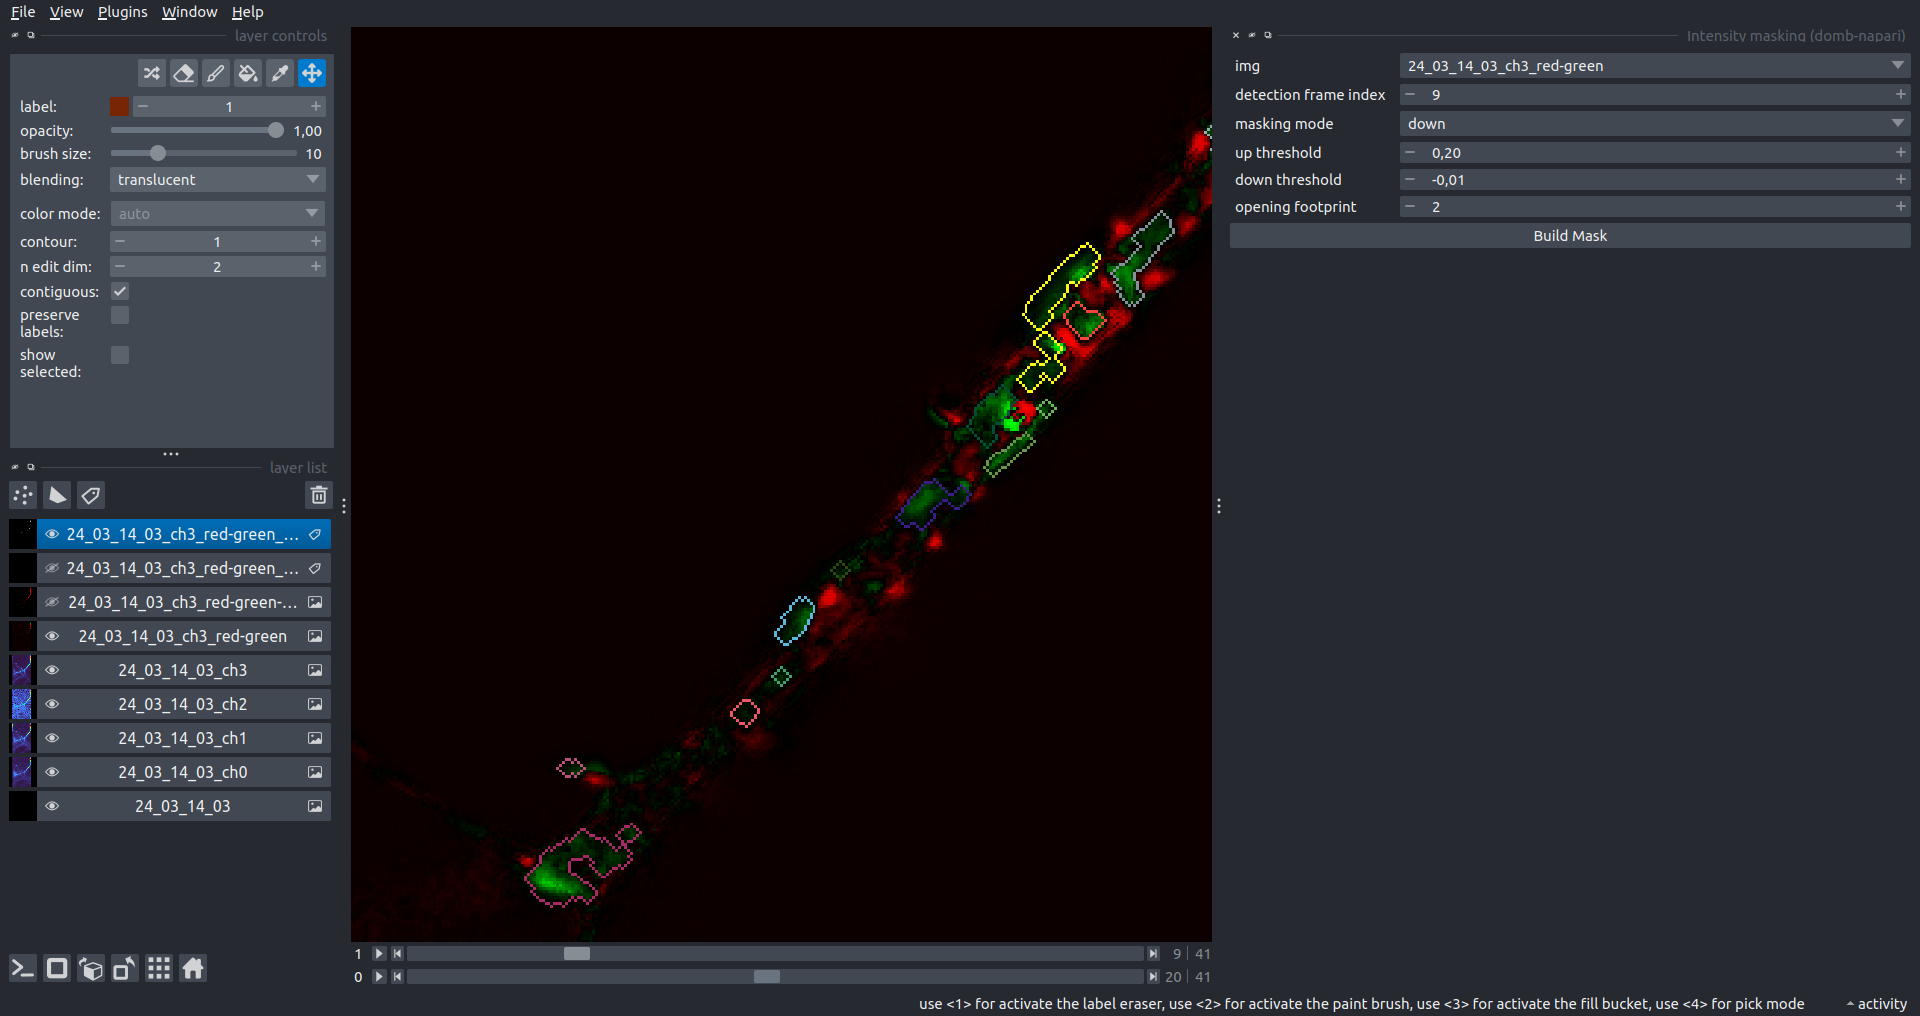 File View Plugins Window Help
layer controls
label: 1
opacity: 1,00
brush size: 10
blending: translucent
color mode: auto
contour: 1
n edit dim: 2
contiguous:
preserve
labels:
show
selected:
layer list
24_03_14_03_ch3_red-green_...
24_03_14_03_ch3_red-green_...
24_03_14_03_ch3_red-green-...
24_03_14_03_ch3_red-green
24_03_14_03_ch3
24_03_14_03_ch2
24_03_14_03_ch1
24_03_14_03_ch0
24_03_14_03
1 9 | 41
0 20 | 41
Intensity masking (domb-napari)
img 24_03_14_03_ch3_red-green
detection frame index 9
masking mode down
up threshold 0,20
down threshold -0,01
opening footprint 2
Build Mask
use <1> for activate the label eraser, use <2> for activate the paint brush, use <3> for activate the fill bucket, use <4> for pick mode
activity